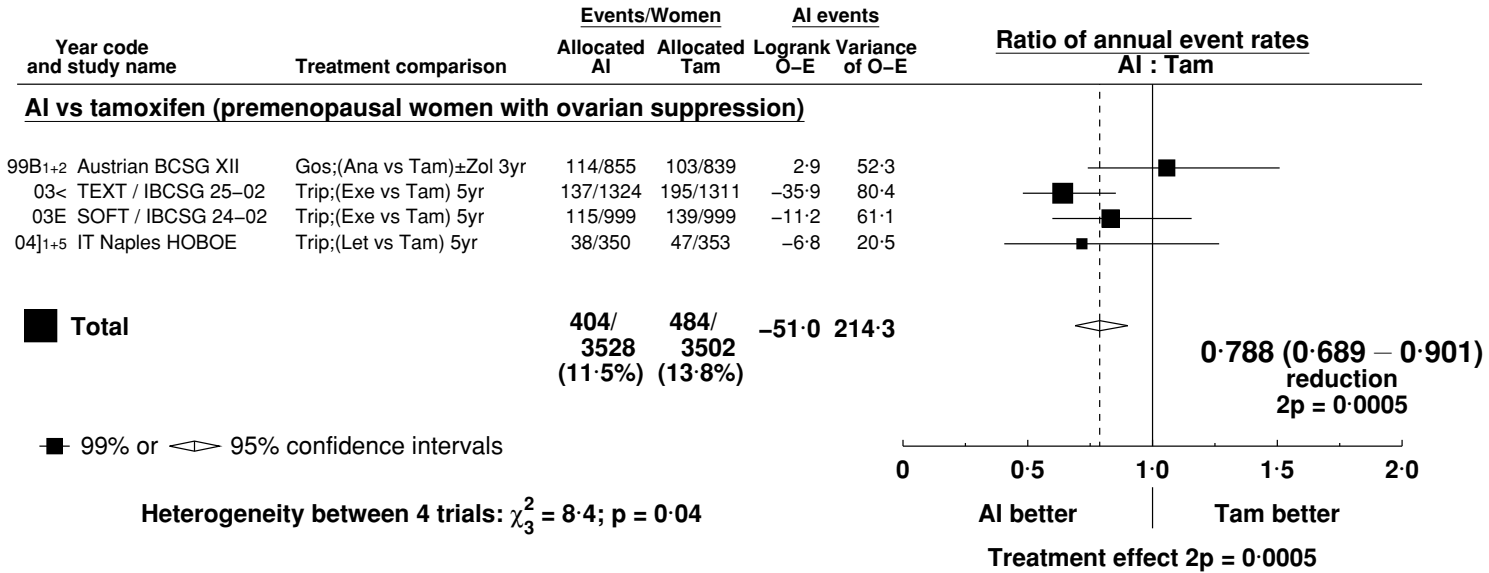 Events/Women AI events
Year code and study name Treatment comparison Allocated AI Allocated Tam Logrank O–E Variance of O–E Ratio of annual event rates AI : Tam
AI vs tamoxifen (premenopausal women with ovarian suppression)
99B1+2 Austrian BCSG XII Gos;(Ana vs Tam)±Zol 3yr 114/855 103/839 2·9 52·3
03< TEXT / IBCSG 25–02 Trip;(Exe vs Tam) 5yr 137/1324 195/1311 –35·9 80·4
03E SOFT / IBCSG 24–02 Trip;(Exe vs Tam) 5yr 115/999 139/999 –11·2 61·1
04]1+5 IT Naples HOBOE Trip;(Let vs Tam) 5yr 38/350 47/353 –6·8 20·5
Total 404/ 3528 (11·5%) 484/ 3502 (13·8%) –51·0 214·3
0·788 (0·689 – 0·901)
reduction
2p = 0·0005
99% or 95% confidence intervals
0 0·5 1·0 1·5 2·0
Heterogeneity between 4 trials: χ²₃ = 8·4; p = 0·04
AI better Tam better
Treatment effect 2p = 0·0005